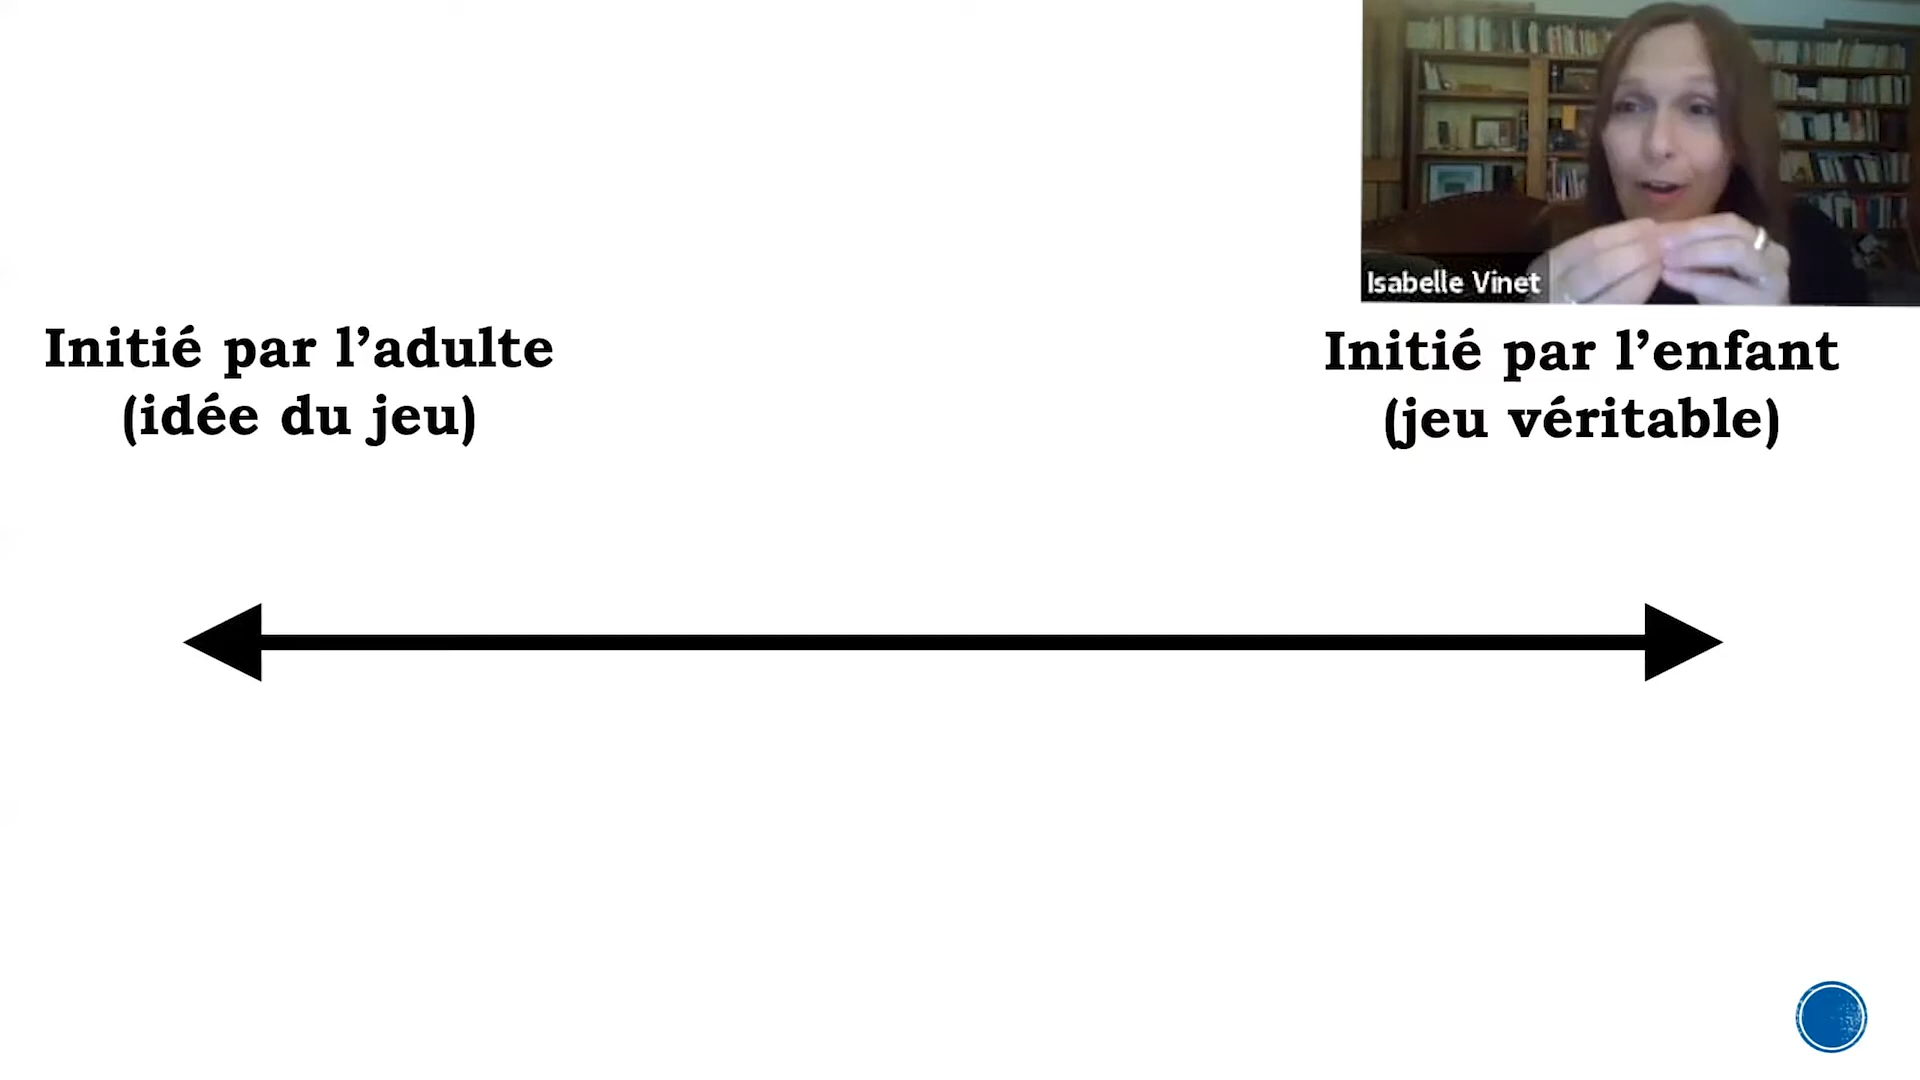 Isabelle Vinet
Initié par l’adulte
(idée du jeu)
Initié par l’enfant
(jeu véritable)